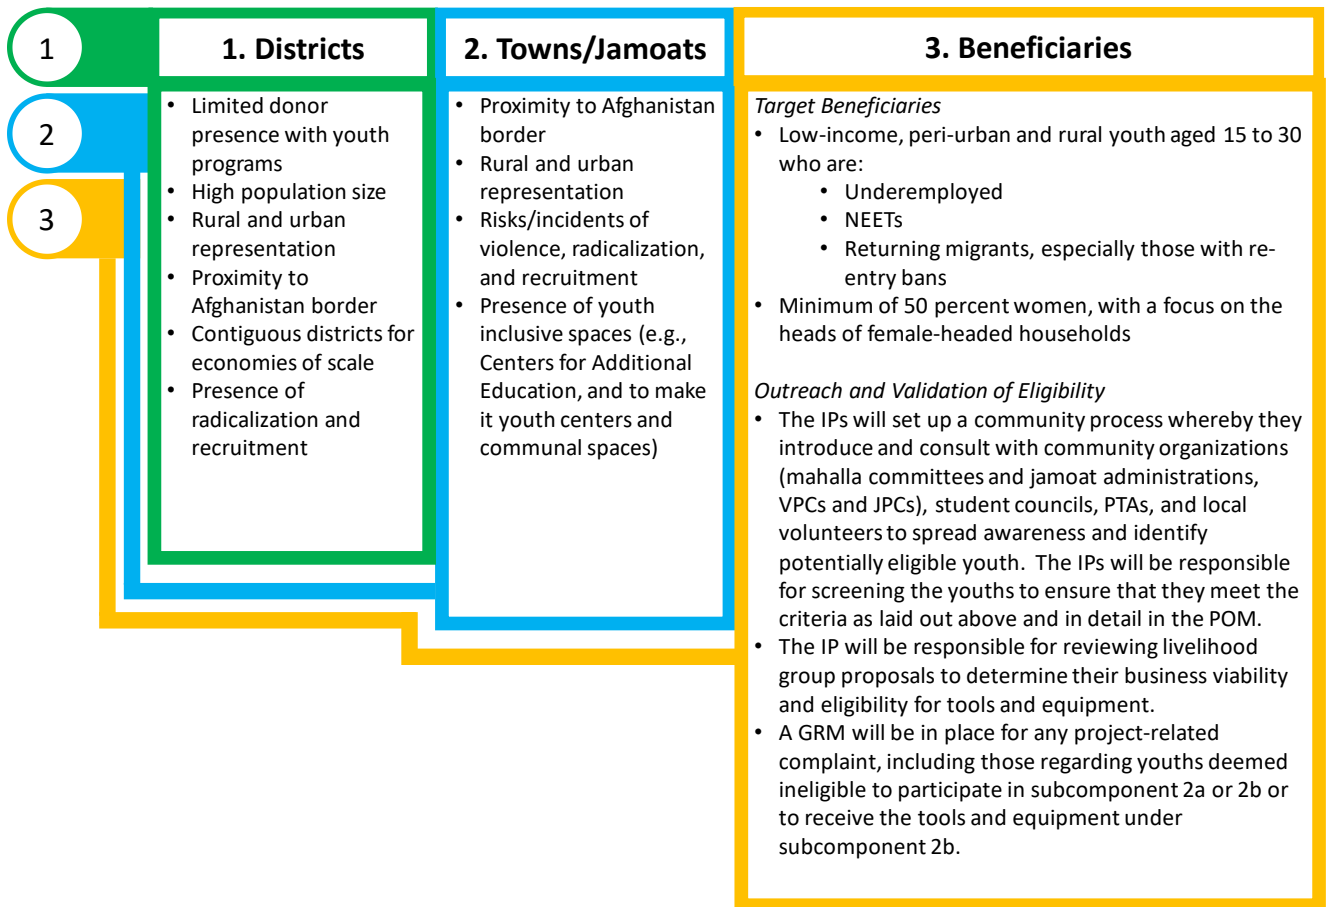 1
2
3
1. Districts
• Limited donor
presence with youth
programs
• High population size
• Rural and urban
representation
• Proximity to
Afghanistan border
• Contiguous districts for
economies of scale
• Presence of
radicalization and
recruitment
2. Towns/Jamoats
• Proximity to Afghanistan
border
• Rural and urban
representation
• Risks/incidents of
violence, radicalization,
and recruitment
• Presence of youth
inclusive spaces (e.g.,
Centers for Additional
Education, and to make
it youth centers and
communal spaces)
3. Beneficiaries
Target Beneficiaries
• Low-income, peri-urban and rural youth aged 15 to 30
who are:
• Underemployed
• NEETs
• Returning migrants, especially those with re-
entry bans
• Minimum of 50 percent women, with a focus on the
heads of female-headed households
Outreach and Validation of Eligibility
• The IPs will set up a community process whereby they
introduce and consult with community organizations
(mahalla committees and jamoat administrations,
VPCs and JPCs), student councils, PTAs, and local
volunteers to spread awareness and identify
potentially eligible youth.  The IPs will be responsible
for screening the youths to ensure that they meet the
criteria as laid out above and in detail in the POM.
• The IP will be responsible for reviewing livelihood
group proposals to determine their business viability
and eligibility for tools and equipment.
• A GRM will be in place for any project-related
complaint, including those regarding youths deemed
ineligible to participate in subcomponent 2a or 2b or
to receive the tools and equipment under
subcomponent 2b.